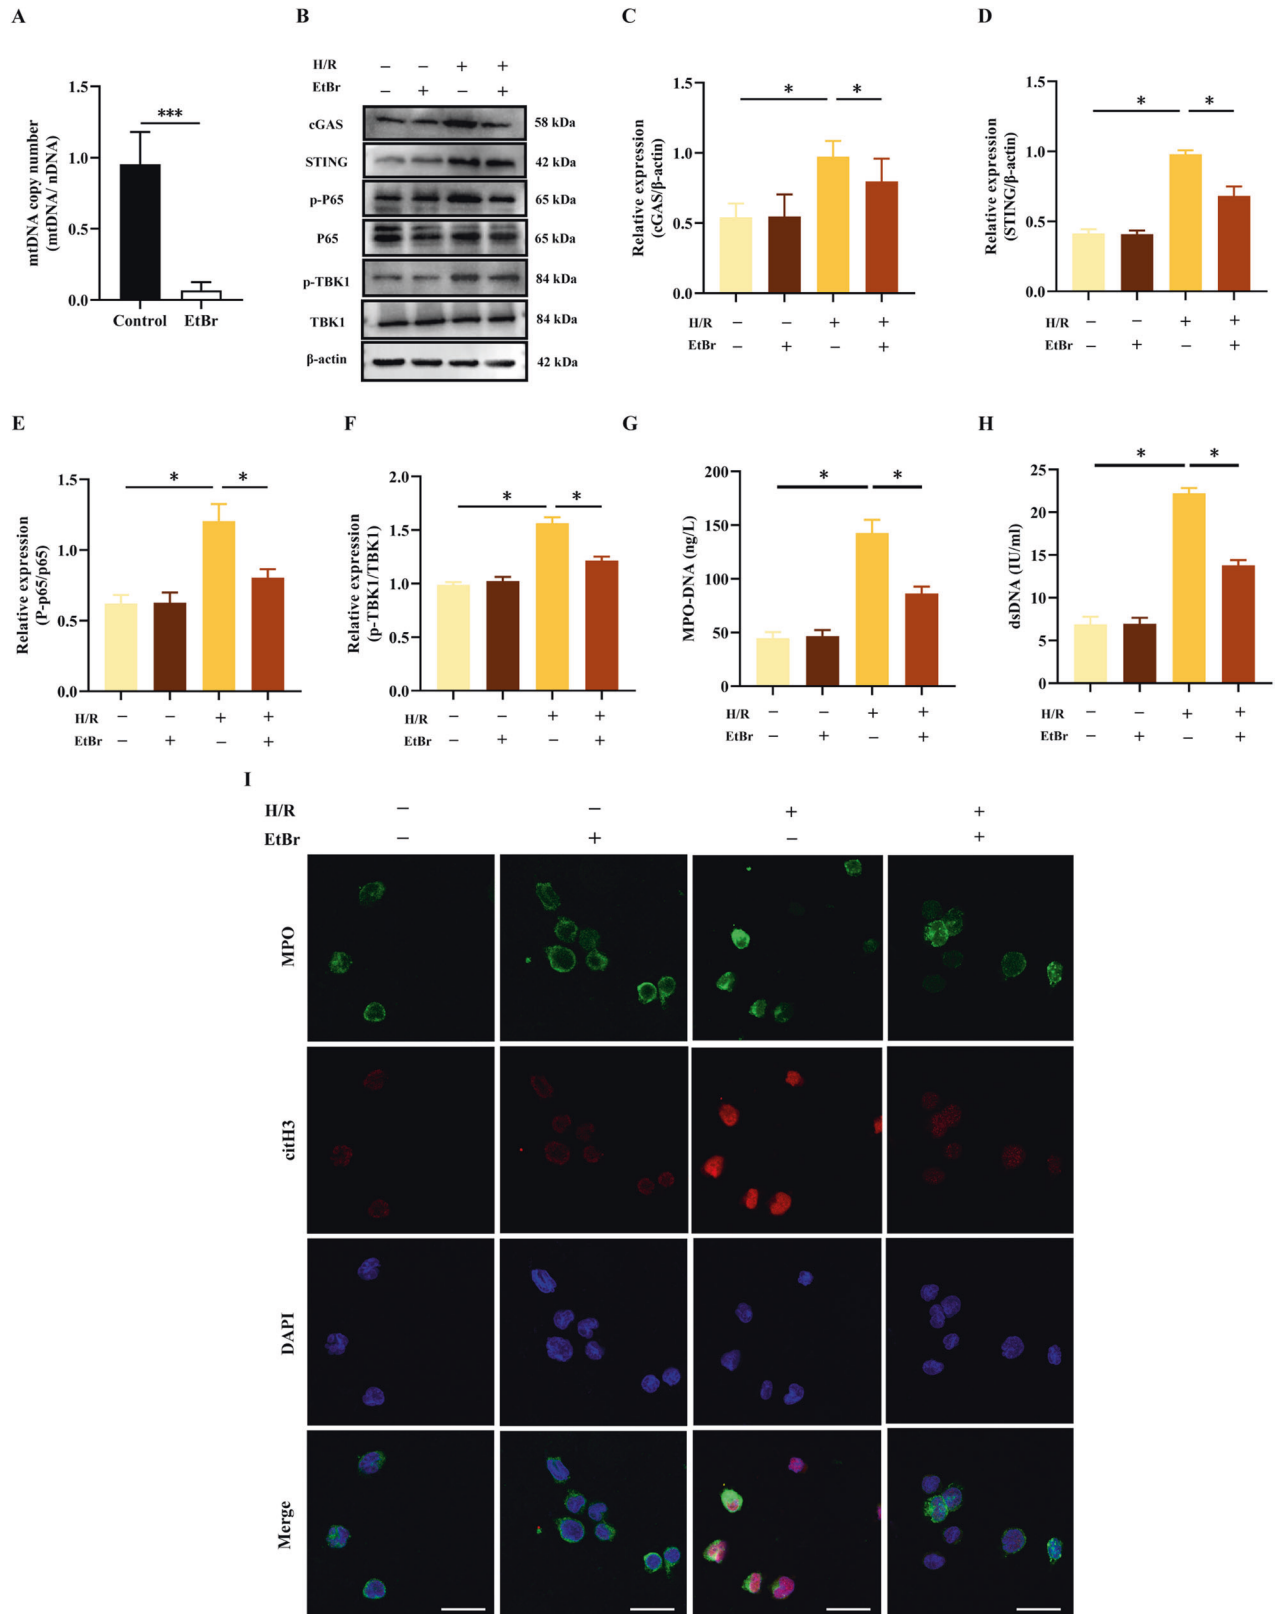 A
mtDNA copy number
(mtDNA/ nDNA)
1.5
1.0
0.5
0.0
***
Control EtBr
B
H/R − − + +
EtBr − + − +
cGAS 58 kDa
STING 42 kDa
p-P65 65 kDa
P65 65 kDa
p-TBK1 84 kDa
TBK1 84 kDa
β-actin 42 kDa
C
Relative expression
(cGAS/β-actin)
1.5
1.0
0.5
0.0
* *
H/R − − + +
EtBr − + − +
D
Relative expression
(STING/β-actin)
1.5
1.0
0.5
0.0
* *
H/R − − + +
EtBr − + − +
E
Relative expression
(P-p65/p65)
1.5
1.0
0.5
0.0
* *
H/R − − + +
EtBr − + − +
F
Relative expression
(p-TBK1/TBK1)
2.0
1.5
1.0
0.5
0.0
* *
H/R − − + +
EtBr − + − +
G
MPO-DNA (ng/L)
200
150
100
50
0
* *
H/R − − + +
EtBr − + − +
H
dsDNA (IU/ml)
25
20
15
10
5
0
* *
H/R − − + +
EtBr − + − +
I
H/R − − + +
EtBr − + − +
MPO
citH3
DAPI
Merge